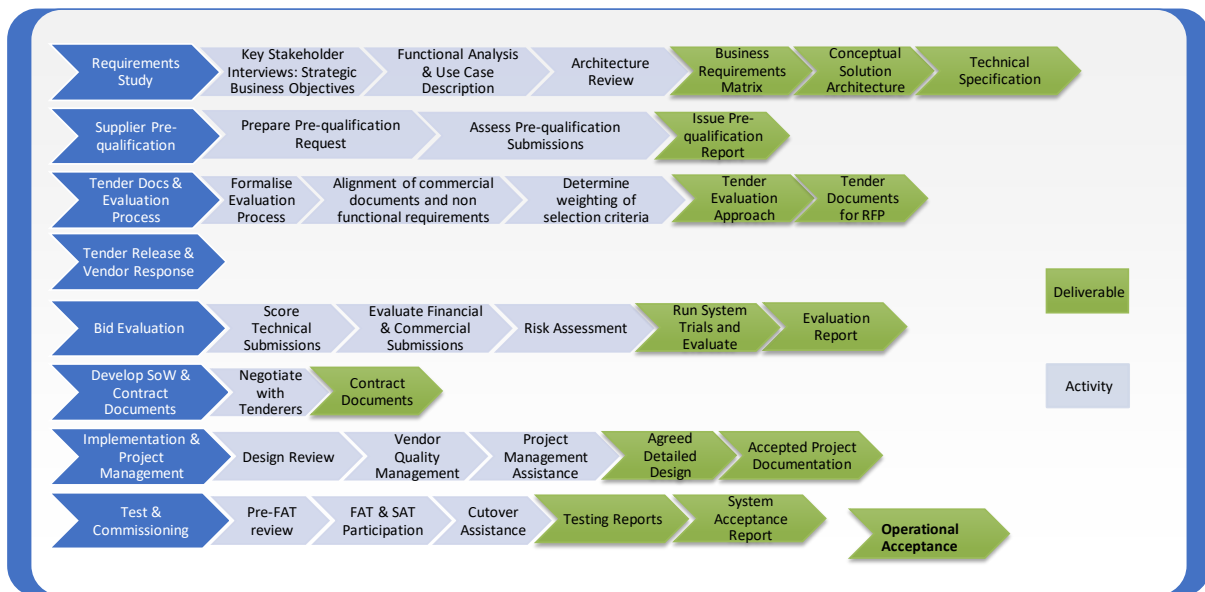 Requirements
Study
Key Stakeholder
Interviews: Strategic
Business Objectives
Functional Analysis
& Use Case
Description
Architecture
Review
Business
Requirements
Matrix
Conceptual
Solution
Architecture
Technical
Specification
Supplier Pre-
qualification
Prepare Pre-qualification
Request
Assess Pre-qualification
Submissions
Issue Pre-
qualification
Report
Tender Docs &
Evaluation
Process
Formalise
Evaluation
Process
Alignment of commercial
documents and non
functional requirements
Determine
weighting of
selection criteria
Tender
Evaluation
Approach
Tender
Documents
for RFP
Tender Release &
Vendor Response
Deliverable
Bid Evaluation
Score
Technical
Submissions
Evaluate Financial
& Commercial
Submissions
Risk Assessment
Run System
Trials and
Evaluate
Evaluation
Report
Develop SoW &
Contract
Documents
Negotiate
with
Tenderers
Contract
Documents
Activity
Implementation &
Project
Management
Design Review
Vendor
Quality
Management
Project
Management
Assistance
Agreed
Detailed
Design
Accepted Project
Documentation
Test &
Commissioning
Pre-FAT
review
FAT & SAT
Participation
Cutover
Assistance
Testing Reports
System
Acceptance
Report
Operational
Acceptance